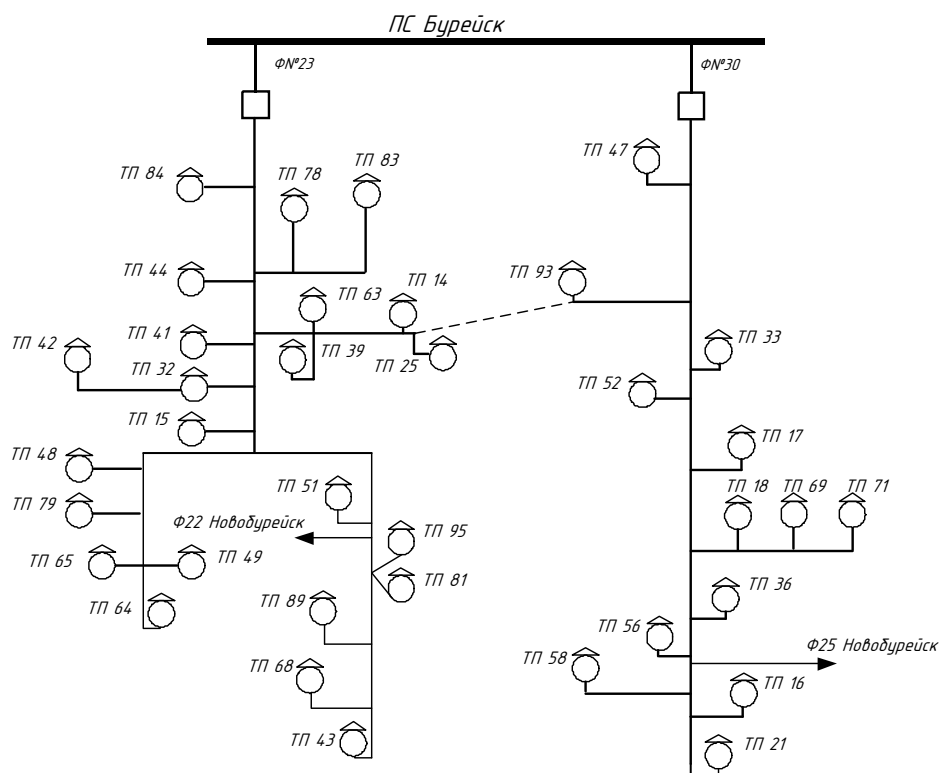 ПС Бурейск
Ф№23
Ф№30
ТП 47
ТП 83
ТП 84
ТП 78
ТП 44
ТП 93
ТП 14
ТП 63
ТП 41
ТП 33
ТП 42
ТП 39
ТП 25
ТП 32
ТП 52
ТП 15
ТП 17
ТП 48
ТП 51
ТП 18
ТП 69
ТП 71
ТП 79
Ф22 Новобурейск
ТП 95
ТП 65
ТП 49
ТП 81
ТП 36
ТП 89
ТП 64
ТП 56
Ф25 Новобурейск
ТП 58
ТП 68
ТП 16
ТП 43
ТП 21